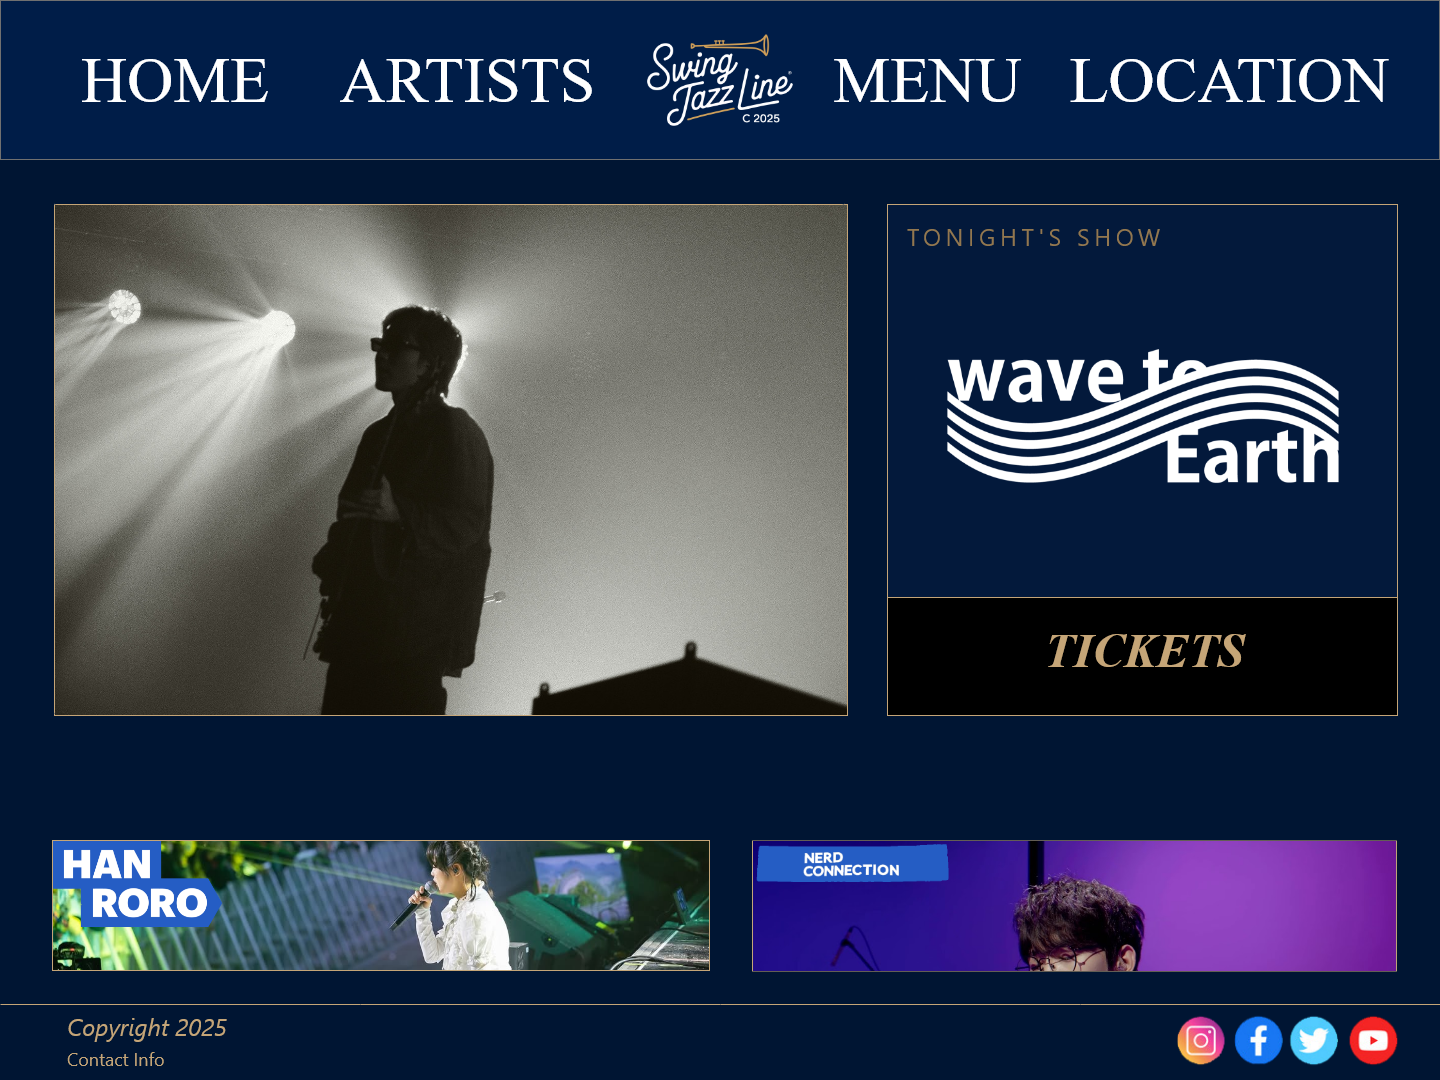 HOME ARTISTS Swing Jazz Line C 2025 MENU LOCATION
TONIGHT'S SHOW
wave to
Earth
TICKETS
HAN
RORO
NERD
CONNECTION
Copyright 2025
Contact Info